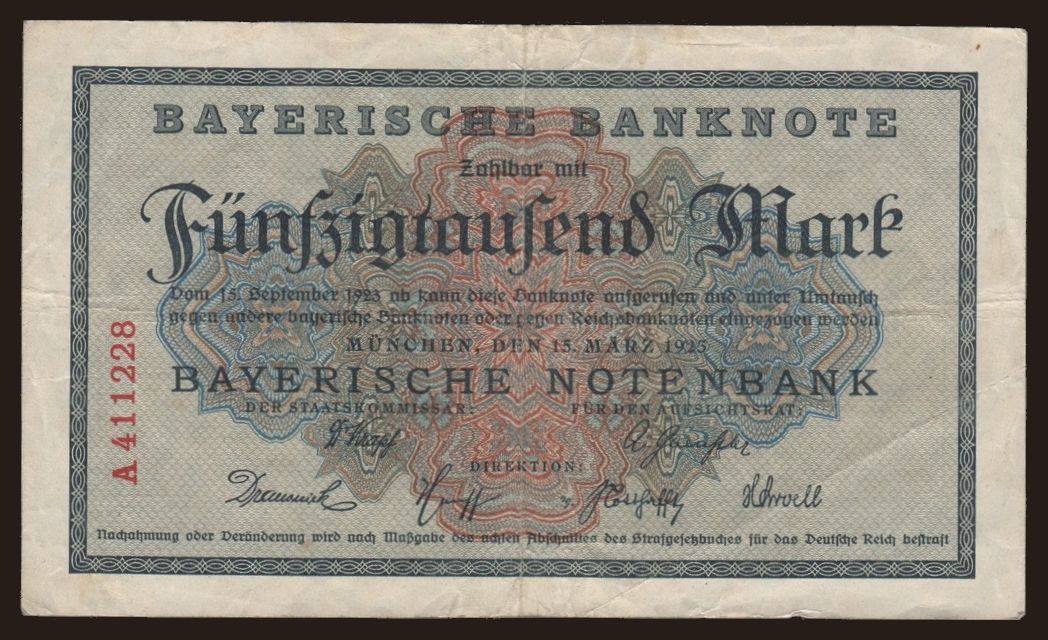 BAYERISCHE BANKNOTE
Zahlbar mit
Fünfzigtausend Mark
Vom 15. September 1923 ab kann diese Banknote aufgerufen und unter Umtausch
gegen andere bayerische Banknoten oder gegen Reichsbanknoten eingezogen werden
MÜNCHEN, DEN 15. MÄRZ 1923
BAYERISCHE NOTENBANK
DER STAATSKOMMISSAR: FÜR DEN AUFSICHTSRAT:
DIREKTION:
Nachahmung oder Veränderung wird nach Maßgabe des achten Abschnittes des Strafgesetzbuches für das Deutsche Reich bestraft
A 411228